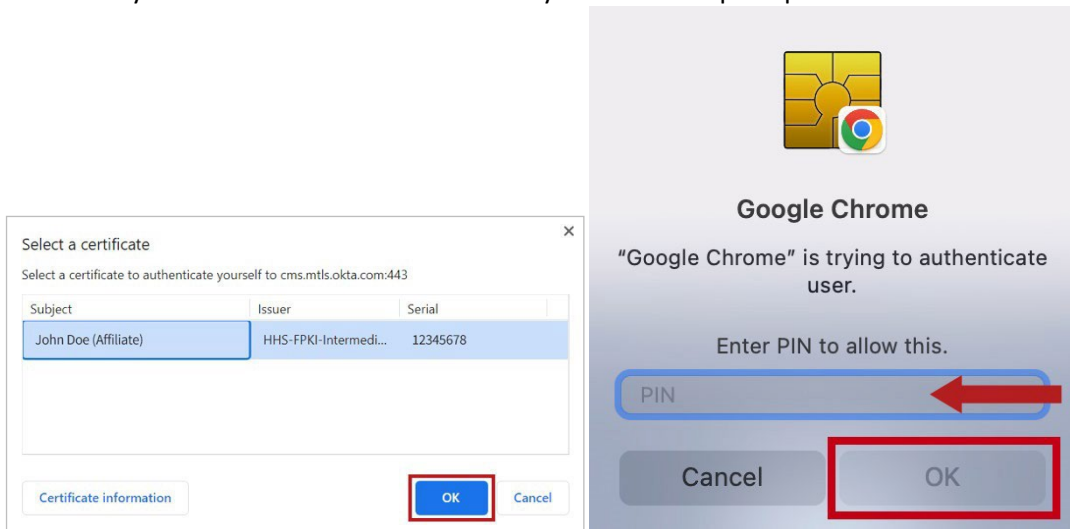 Select a certificate
Select a certificate to authenticate yourself to cms.mtls.okta.com:443
Subject Issuer Serial
John Doe (Affiliate) HHS-FPKI-Intermedi... 12345678
Certificate information OK Cancel
Google Chrome
"Google Chrome" is trying to authenticate
user.
Enter PIN to allow this.
PIN
Cancel OK